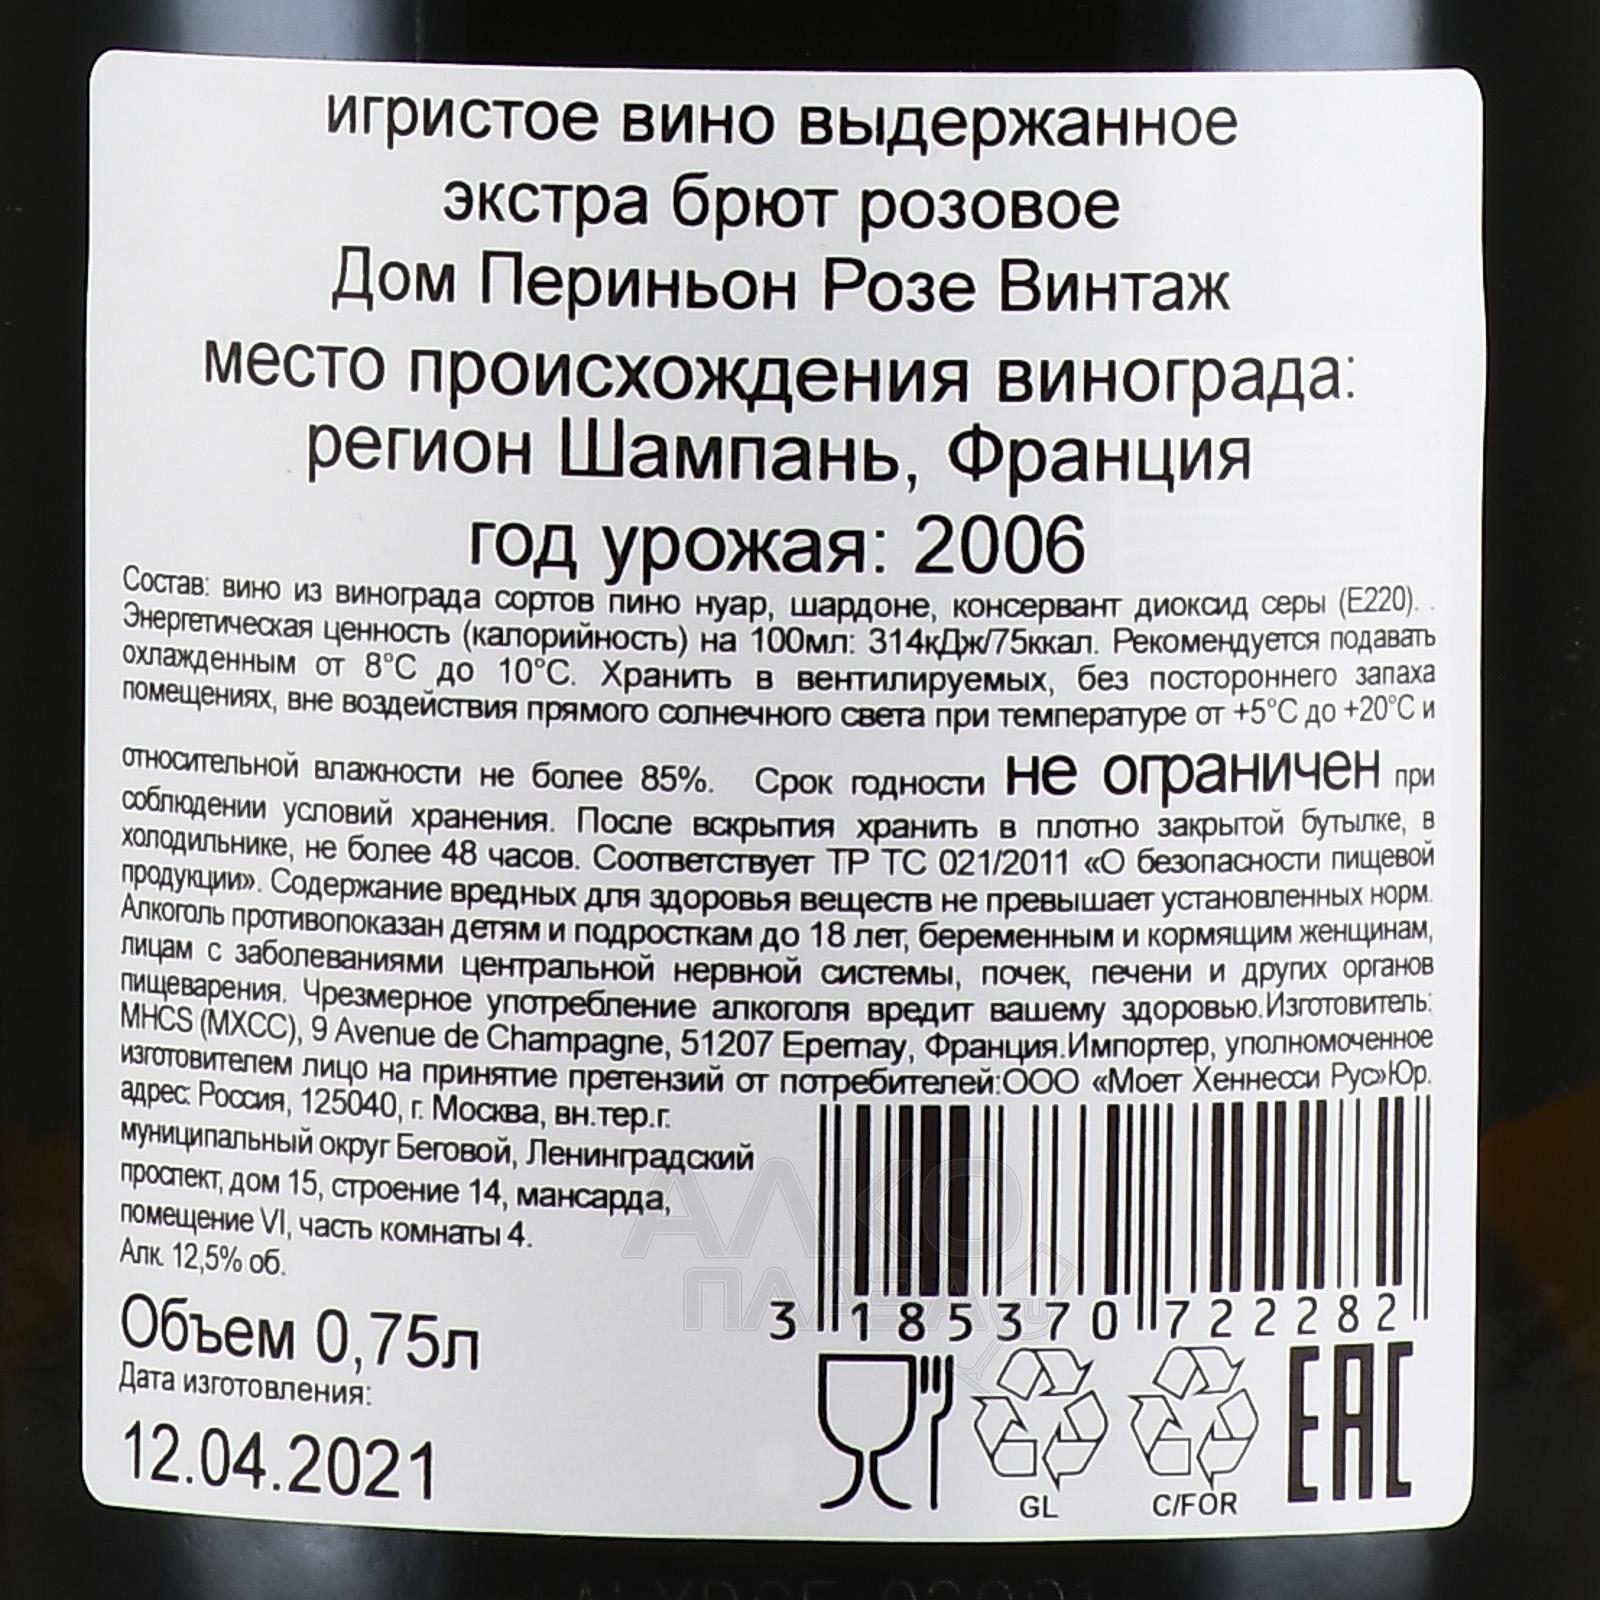 игристое вино выдержанное
экстра брют розовое
Дом Периньон Розе Винтаж
место происхождения винограда:
регион Шампань, Франция
год урожая: 2006
Состав: вино из винограда сортов пино нуар, шардоне, консервант диоксид серы (Е220). .
Энергетическая ценность (калорийность) на 100мл: 314кДж/75ккал. Рекомендуется подавать
охлажденным от 8°С до 10°С. Хранить в вентилируемых, без постороннего запаха
помещениях, вне воздействия прямого солнечного света при температуре от +5°С до +20°С и
относительной влажности не более 85%. Срок годности не ограничен при
соблюдении условий хранения. После вскрытия хранить в плотно закрытой бутылке, в
холодильнике, не более 48 часов. Соответствует ТР ТС 021/2011 «О безопасности пищевой
продукции». Содержание вредных для здоровья веществ не превышает установленных норм.
Алкоголь противопоказан детям и подросткам до 18 лет, беременным и кормящим женщинам,
лицам с заболеваниями центральной нервной системы, почек, печени и других органов
пищеварения. Чрезмерное употребление алкоголя вредит вашему здоровью.Изготовитель:
MHCS (МХСС), 9 Avenue de Champagne, 51207 Epernay, Франция.Импортер, уполномоченное
изготовителем лицо на принятие претензий от потребителей:ООО «Моет Хеннесси Рус»Юр.
адрес: Россия, 125040, г. Москва, вн.тер.г.
муниципальный округ Беговой, Ленинградский
проспект, дом 15, строение 14, мансарда,
помещение VI, часть комнаты 4.
Алк. 12,5% об.
Объем 0,75л
Дата изготовления:
12.04.2021
АЛКО
ПЛАЗА
3 185370 722282
GL
C/FOR
EAC